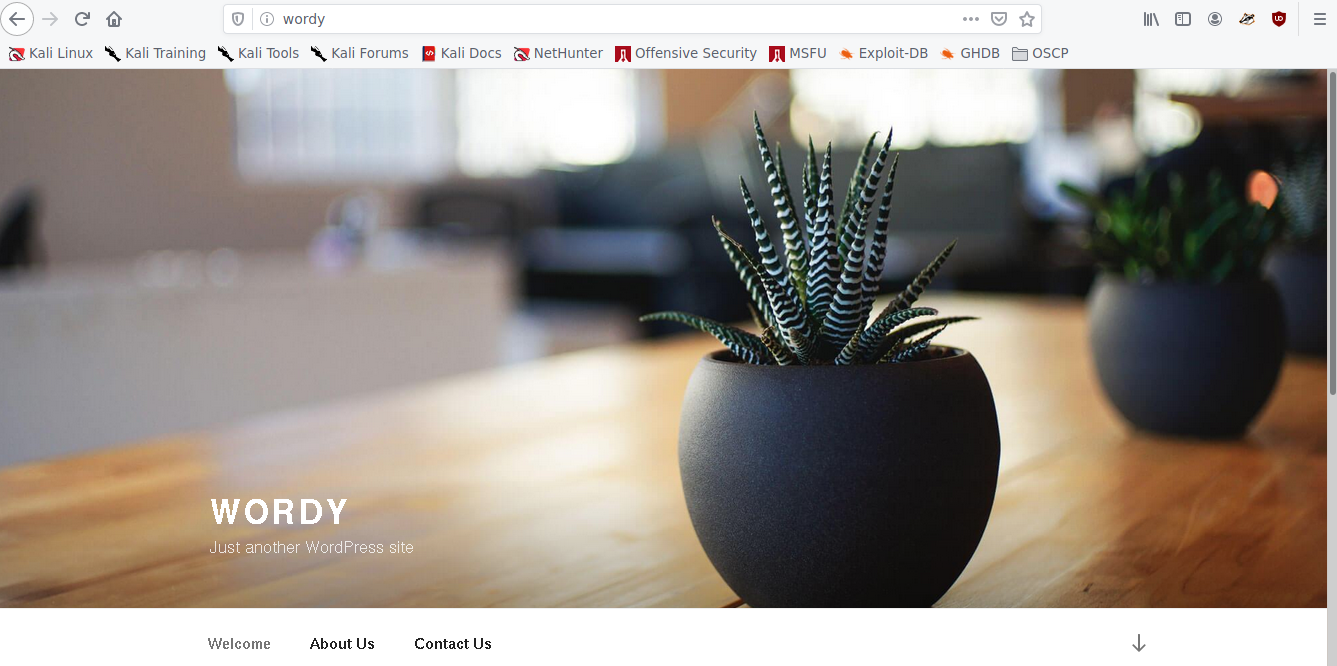 wordy
Kali Linux Kali Training Kali Tools Kali Forums Kali Docs NetHunter Offensive Security MSFU Exploit-DB GHDB OSCP
WORDY
Just another WordPress site
Welcome About Us Contact Us